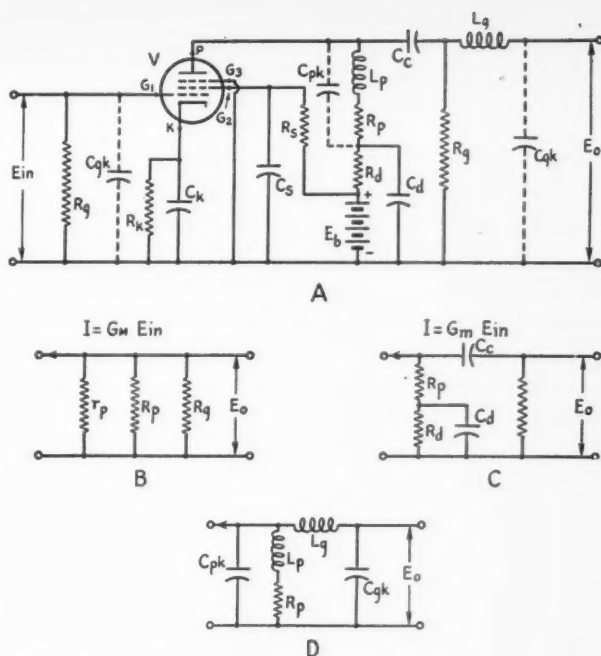 V
P
G3
G1
G2
K
Cpk
Lp
Rp
Cc
Lg
Ein
Rg
Cgk
Rk
Ck
Cs
Rs
Rd
Cd
Eb
+
-
Rg
Cgk
Eo
A
I = GM Ein
rp
Rp
Rg
Eo
B
I = Gm Ein
Cc
Rp
Rd
Cd
Eo
C
Cpk
Lp
Rp
Lg
Cgk
Eo
D